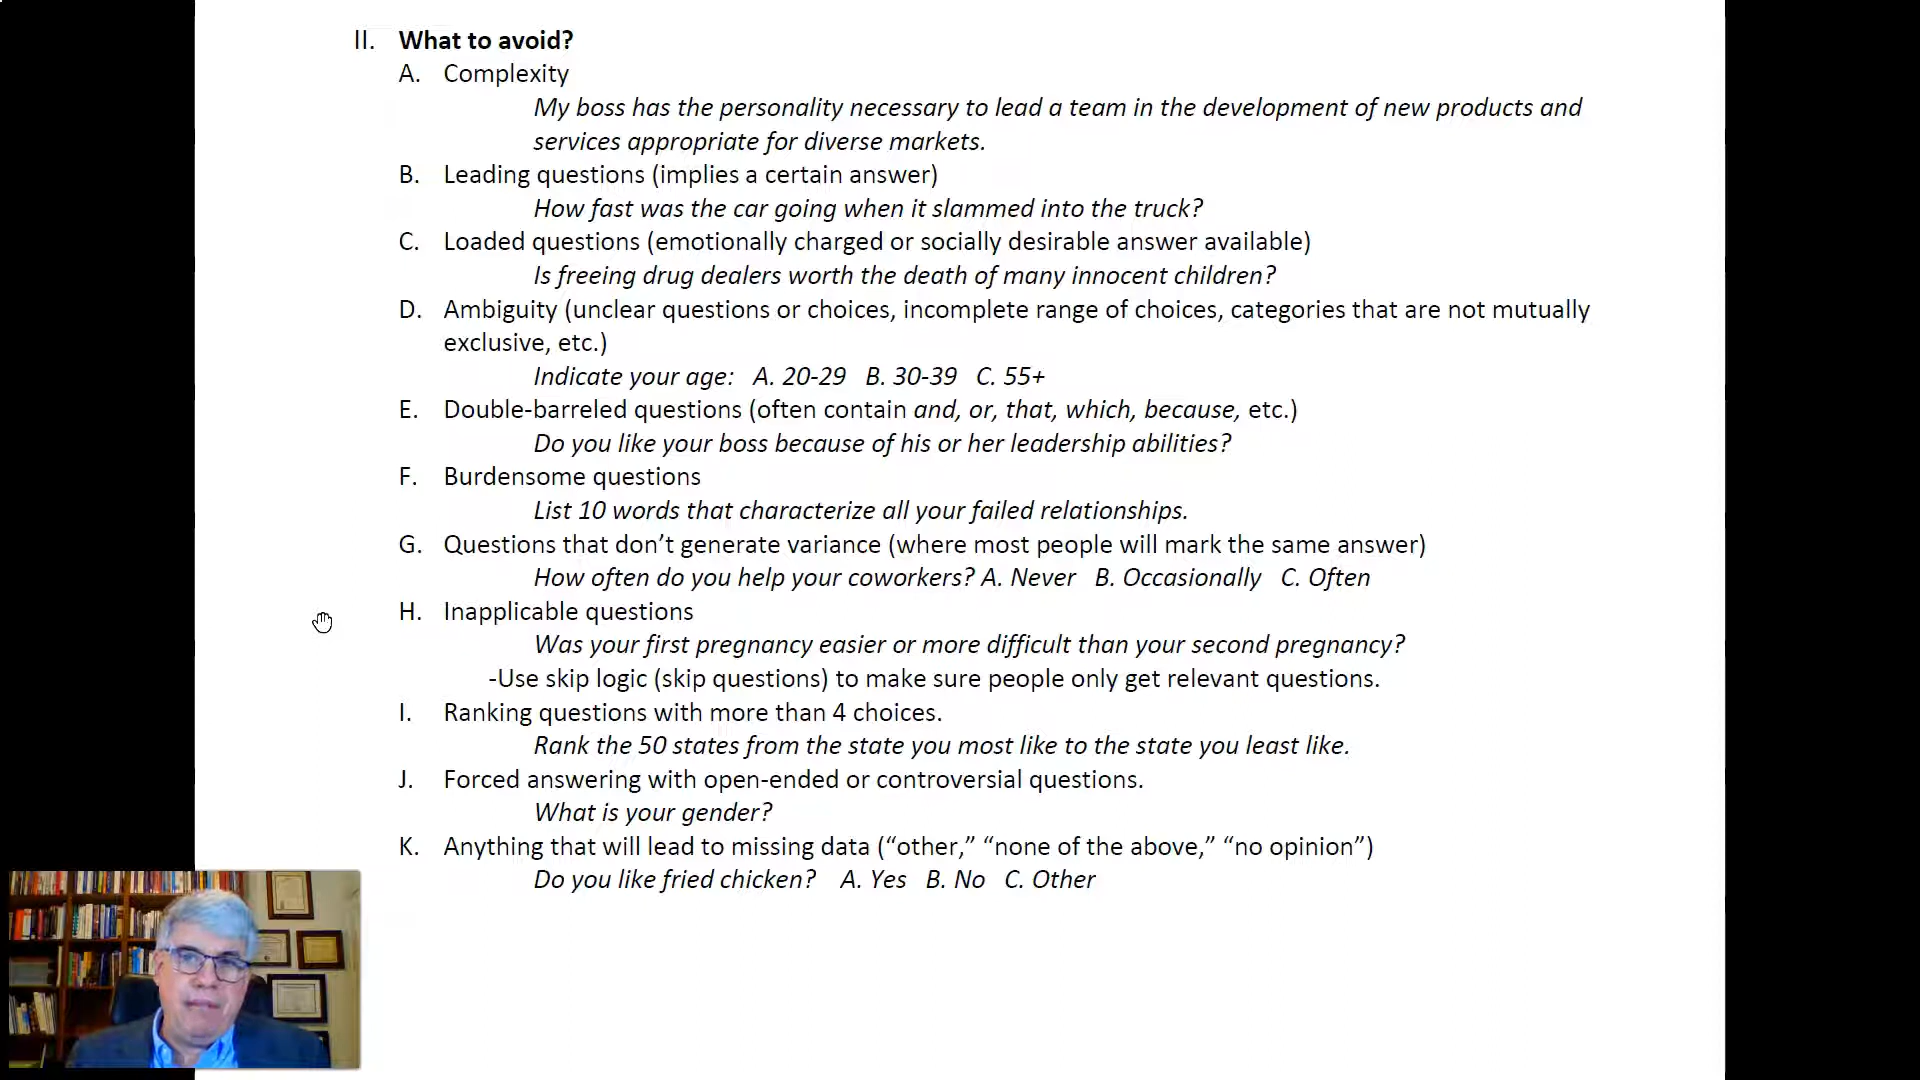 II. What to avoid?
A. Complexity
My boss has the personality necessary to lead a team in the development of new products and
services appropriate for diverse markets.
B. Leading questions (implies a certain answer)
How fast was the car going when it slammed into the truck?
C. Loaded questions (emotionally charged or socially desirable answer available)
Is freeing drug dealers worth the death of many innocent children?
D. Ambiguity (unclear questions or choices, incomplete range of choices, categories that are not mutually
exclusive, etc.)
Indicate your age: A. 20-29 B. 30-39 C. 55+
E. Double-barreled questions (often contain and, or, that, which, because, etc.)
Do you like your boss because of his or her leadership abilities?
F. Burdensome questions
List 10 words that characterize all your failed relationships.
G. Questions that don’t generate variance (where most people will mark the same answer)
How often do you help your coworkers? A. Never B. Occasionally C. Often
H. Inapplicable questions
Was your first pregnancy easier or more difficult than your second pregnancy?
-Use skip logic (skip questions) to make sure people only get relevant questions.
I. Ranking questions with more than 4 choices.
Rank the 50 states from the state you most like to the state you least like.
J. Forced answering with open-ended or controversial questions.
What is your gender?
K. Anything that will lead to missing data (“other,” “none of the above,” “no opinion”)
Do you like fried chicken? A. Yes B. No C. Other